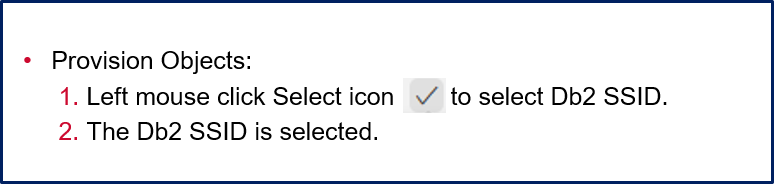 • Provision Objects:
1. Left mouse click Select icon to select Db2 SSID.
2. The Db2 SSID is selected.